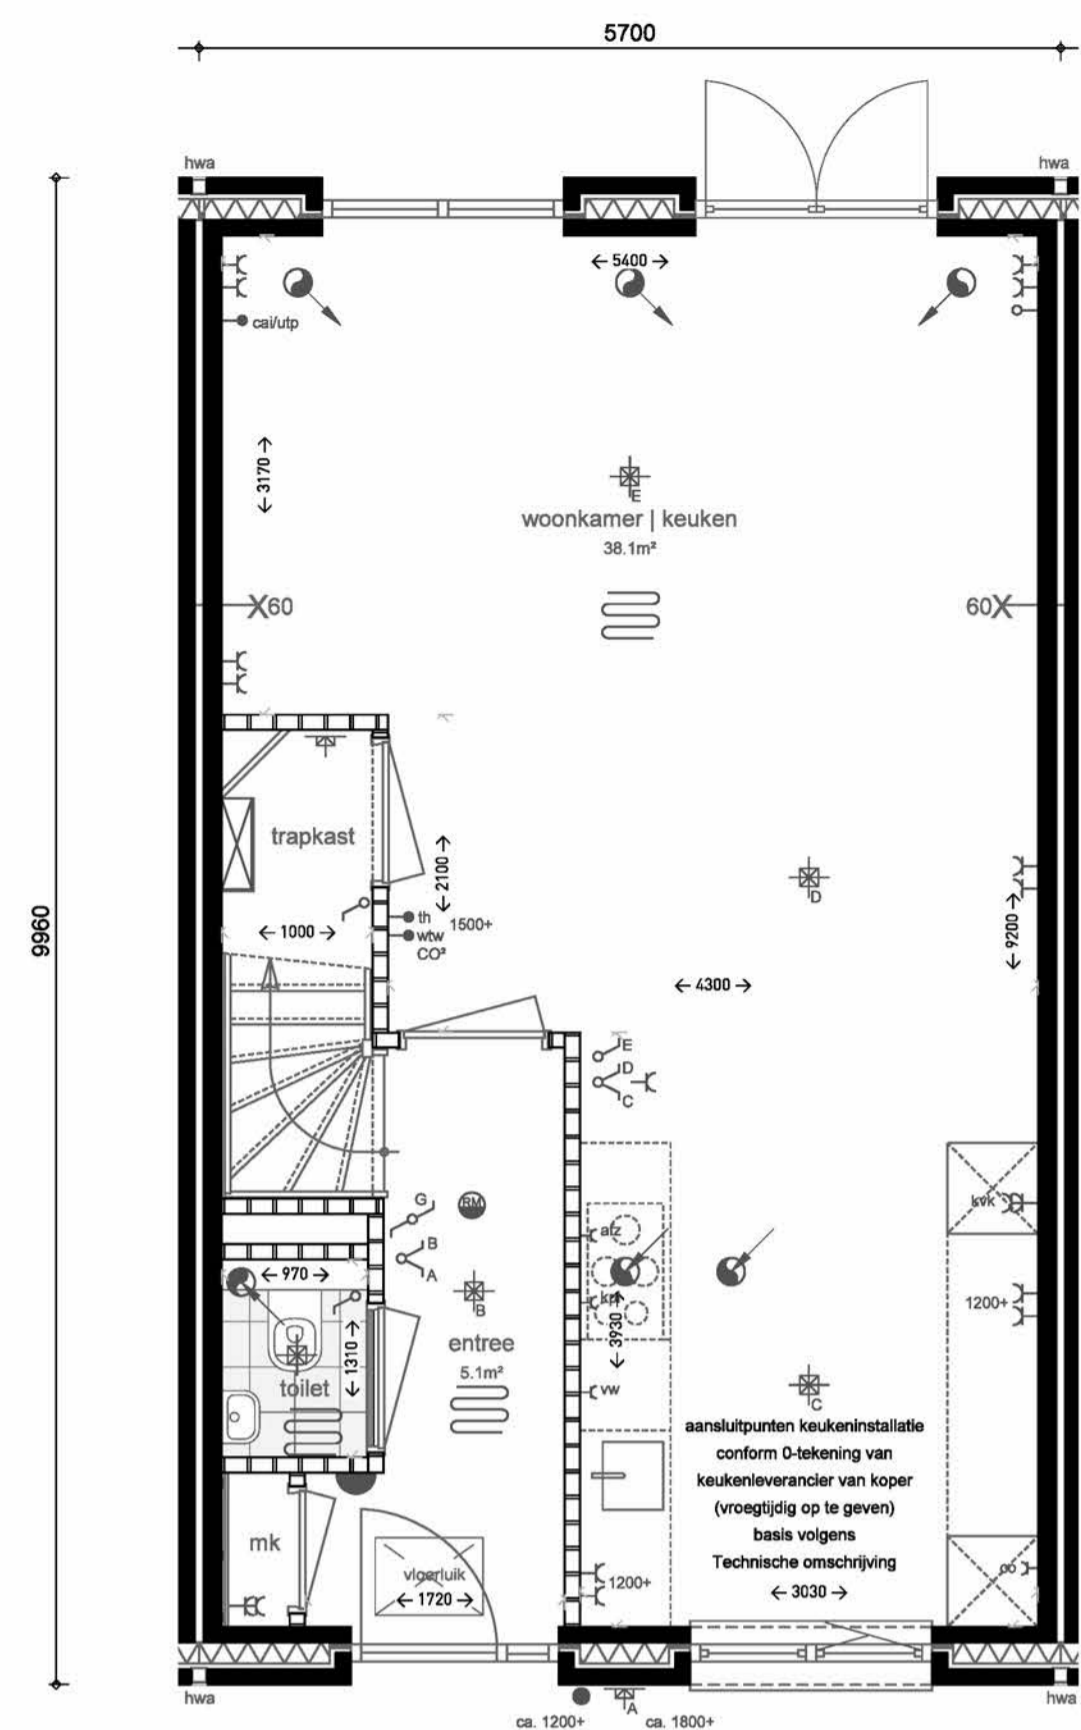 5700
hwa
hwa
← 5400 →
cai/utp
← 3170 →
E
woonkamer | keuken
38.1m²
X60
60X
trapkast
← 2100 →
D
9960
← 1000 →
th
wtw
CO²
1500+
← 9200 →
← 4300 →
E
D
C
G
RM
kvk
B
A
afz
← 970 →
B
kp
1200+
← 3930 →
← 1310 →
entree
5.1m²
toilet
vw
C
aansluitpunten keukeninstallatie
conform 0-tekening van
keukenleverancier van koper
(vroegtijdig op te geven)
basis volgens
Technische omschrijving
← 3030 →
mk
vloerluik
← 1720 →
1200+
hwa
hwa
A
ca. 1200+
ca. 1800+